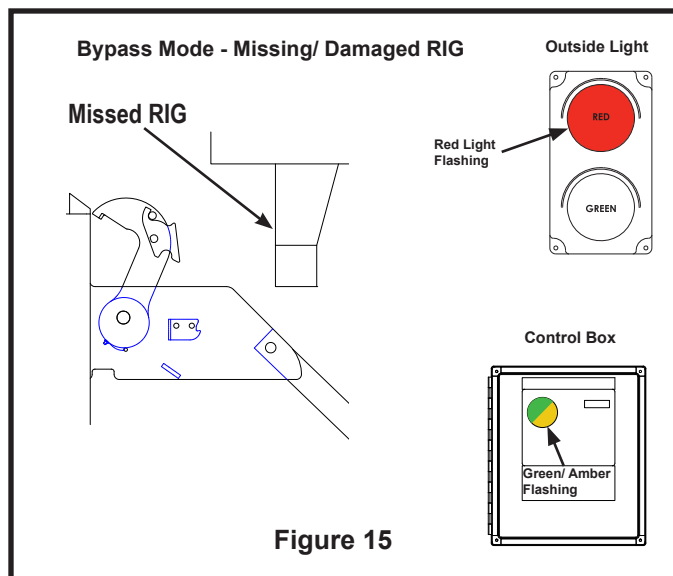 Bypass Mode - Missing/ Damaged RIG
Outside Light
Missed RIG
RED
Red Light
Flashing
GREEN
Control Box
Green/ Amber
Flashing
Figure 15